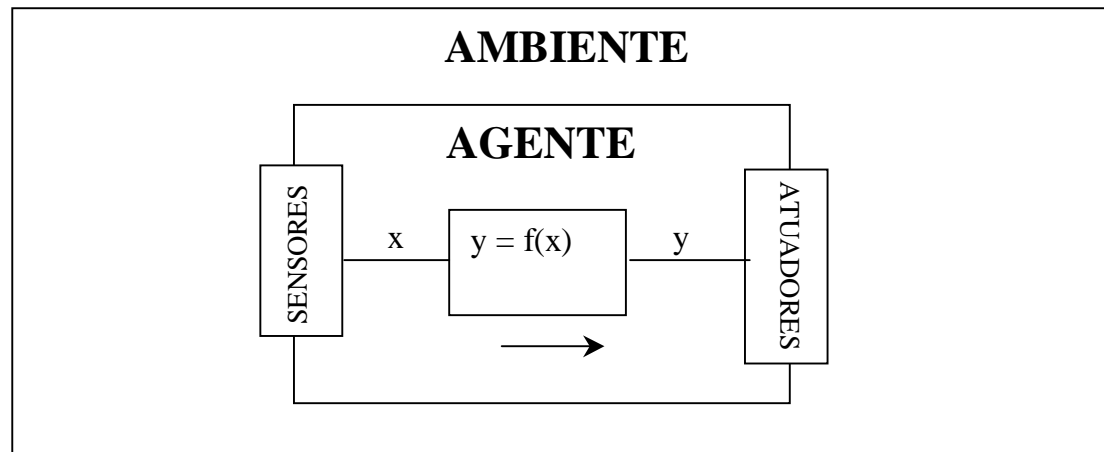 AMBIENTE
AGENTE
SENSORES
x
y = f(x)
y
ATUADORES